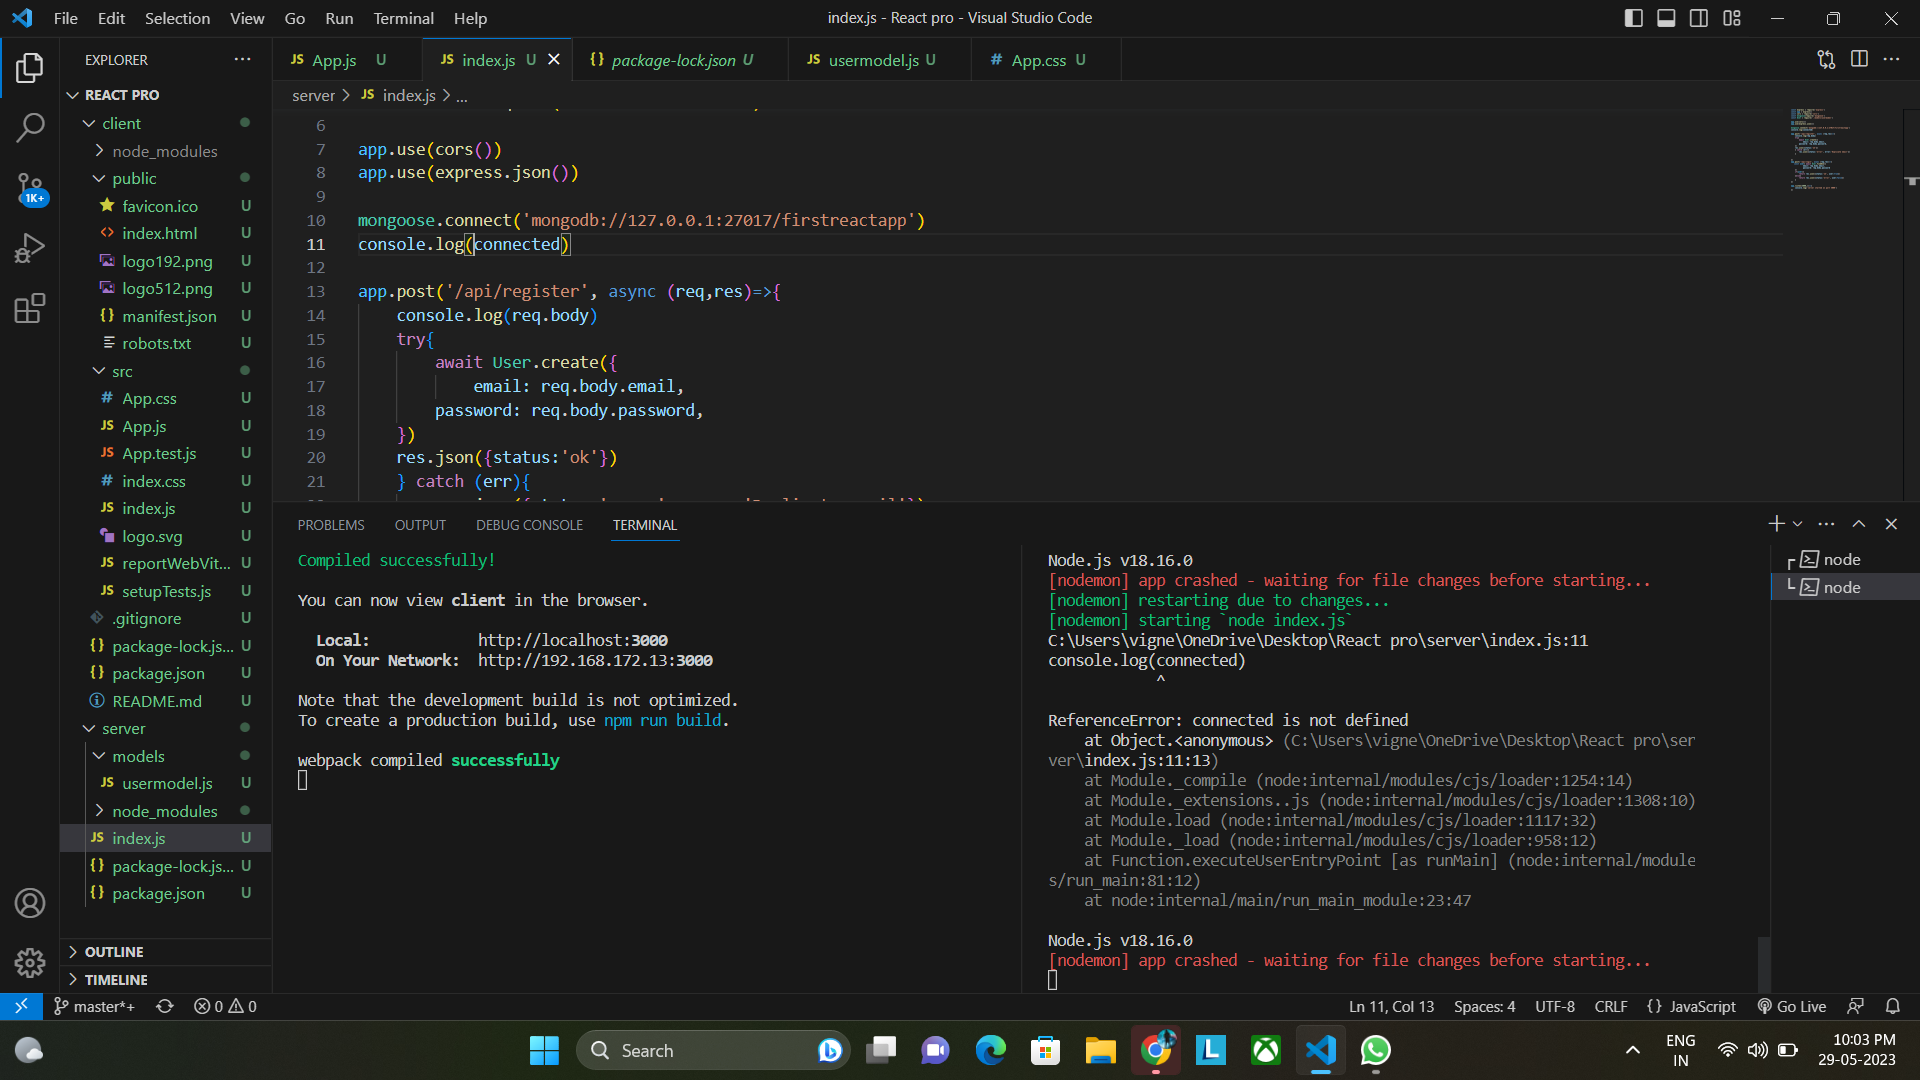 File Edit Selection View Go Run Terminal Help
index.js - React pro - Visual Studio Code
EXPLORER
REACT PRO
client
node_modules
public
favicon.ico U
index.html U
logo192.png U
logo512.png U
manifest.json U
robots.txt U
src
App.css U
App.js U
App.test.js U
index.css U
index.js U
logo.svg U
reportWebVit... U
setupTests.js U
.gitignore U
package-lock.js... U
package.json U
README.md U
server
models
usermodel.js U
node_modules
index.js U
package-lock.js... U
package.json U
OUTLINE
TIMELINE
1K+
JS App.js U
JS index.js U
{} package-lock.json U
JS usermodel.js U
# App.css U
server > JS index.js > ...
6
7 app.use(cors())
8 app.use(express.json())
9
10 mongoose.connect('mongodb://127.0.0.1:27017/firstreactapp')
11 console.log(connected)
12
13 app.post('/api/register', async (req,res)=>{
14 console.log(req.body)
15 try{
16 await User.create({
17 email: req.body.email,
18 password: req.body.password,
19 })
20 res.json({status:'ok'})
21 } catch (err){
PROBLEMS OUTPUT DEBUG CONSOLE TERMINAL
Compiled successfully!
You can now view client in the browser.
Local: http://localhost:3000
On Your Network: http://192.168.172.13:3000
Note that the development build is not optimized.
To create a production build, use npm run build.
webpack compiled successfully
Node.js v18.16.0
[nodemon] app crashed - waiting for file changes before starting...
[nodemon] restarting due to changes...
[nodemon] starting `node index.js`
C:\Users\vigne\OneDrive\Desktop\React pro\server\index.js:11
console.log(connected)
^
ReferenceError: connected is not defined
at Object.<anonymous> (C:\Users\vigne\OneDrive\Desktop\React pro\ser
ver\index.js:11:13)
at Module._compile (node:internal/modules/cjs/loader:1254:14)
at Module._extensions..js (node:internal/modules/cjs/loader:1308:10)
at Module.load (node:internal/modules/cjs/loader:1117:32)
at Module._load (node:internal/modules/cjs/loader:958:12)
at Function.executeUserEntryPoint [as runMain] (node:internal/module
s/run_main:81:12)
at node:internal/main/run_main_module:23:47
Node.js v18.16.0
[nodemon] app crashed - waiting for file changes before starting...
node
node
master*+ 0 0
Ln 11, Col 13 Spaces: 4 UTF-8 CRLF {} JavaScript Go Live
Search
ENG
IN
10:03 PM
29-05-2023